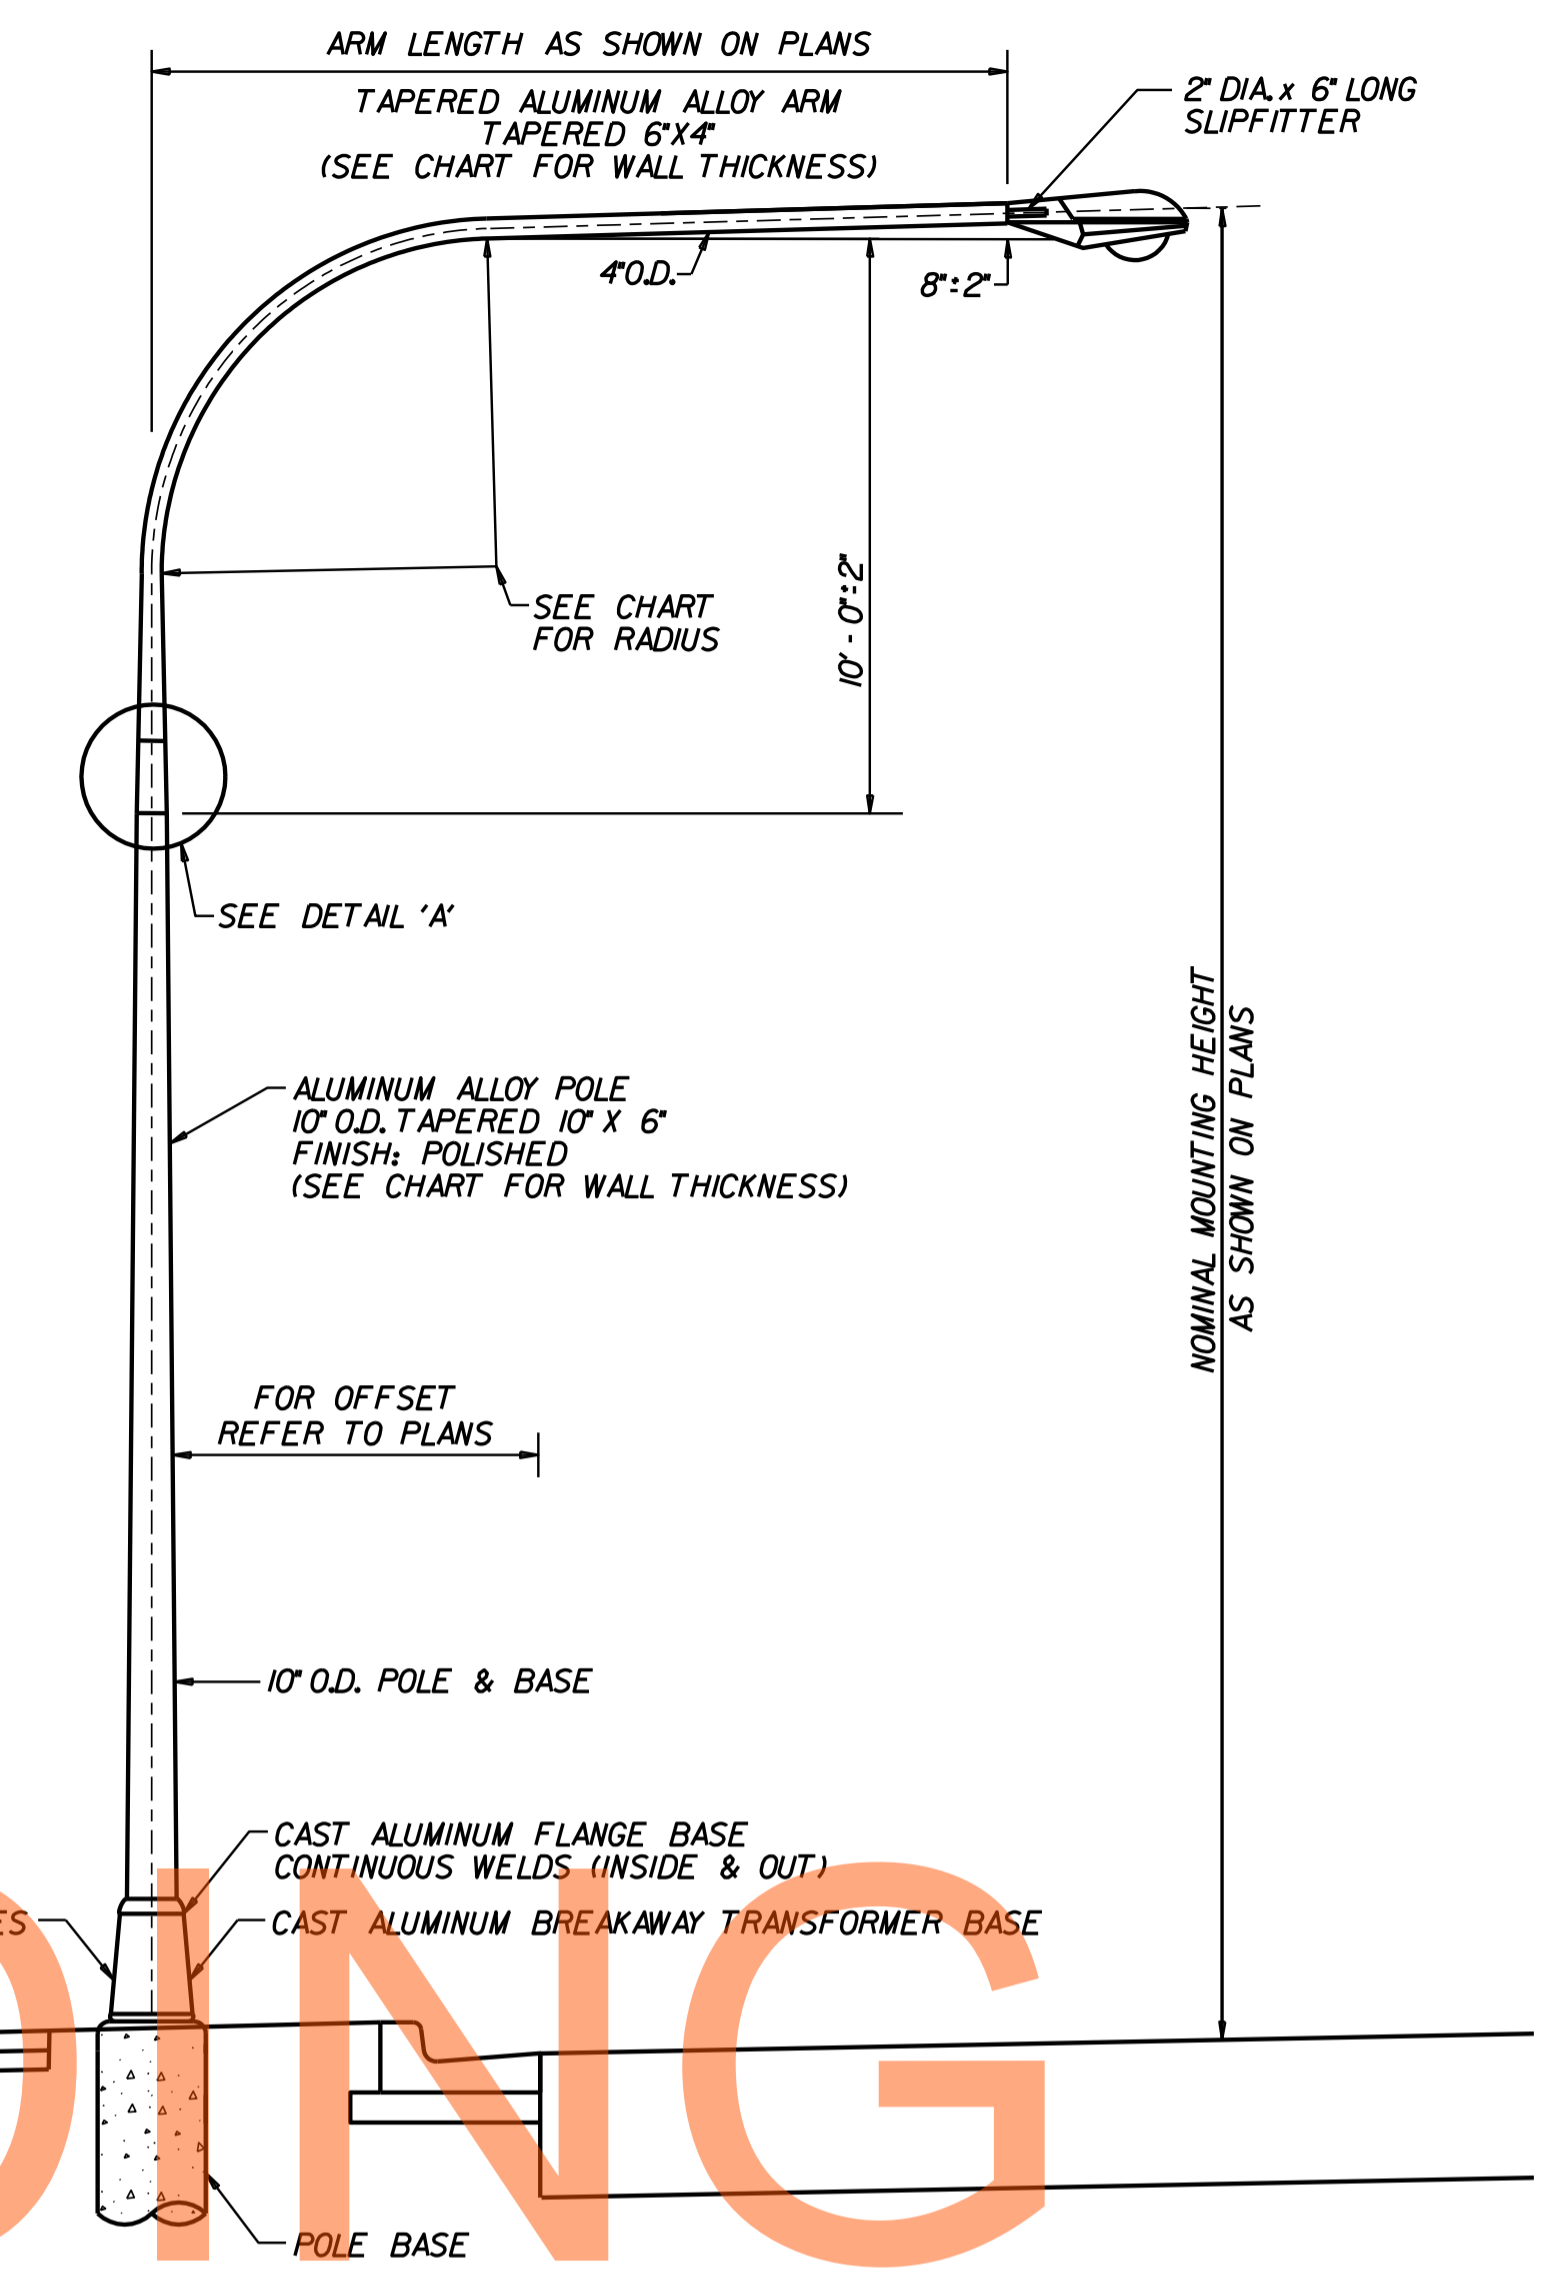 ARM LENGTH AS SHOWN ON PLANS
TAPERED ALUMINUM ALLOY ARM
TAPERED 6"X4"
(SEE CHART FOR WALL THICKNESS)
2" DIA. x 6" LONG
SLIPFITTER
4"O.D.
8"±2"
10' - 0"±2"
SEE CHART
FOR RADIUS
SEE DETAIL 'A'
ALUMINUM ALLOY POLE
10" O.D. TAPERED 10" X 6"
FINISH: POLISHED
(SEE CHART FOR WALL THICKNESS)
NOMINAL MOUNTING HEIGHT
AS SHOWN ON PLANS
FOR OFFSET
REFER TO PLANS
10" O.D. POLE & BASE
CAST ALUMINUM FLANGE BASE
CONTINUOUS WELDS (INSIDE & OUT)
CAST ALUMINUM BREAKAWAY TRANSFORMER BASE
POLE BASE
ING